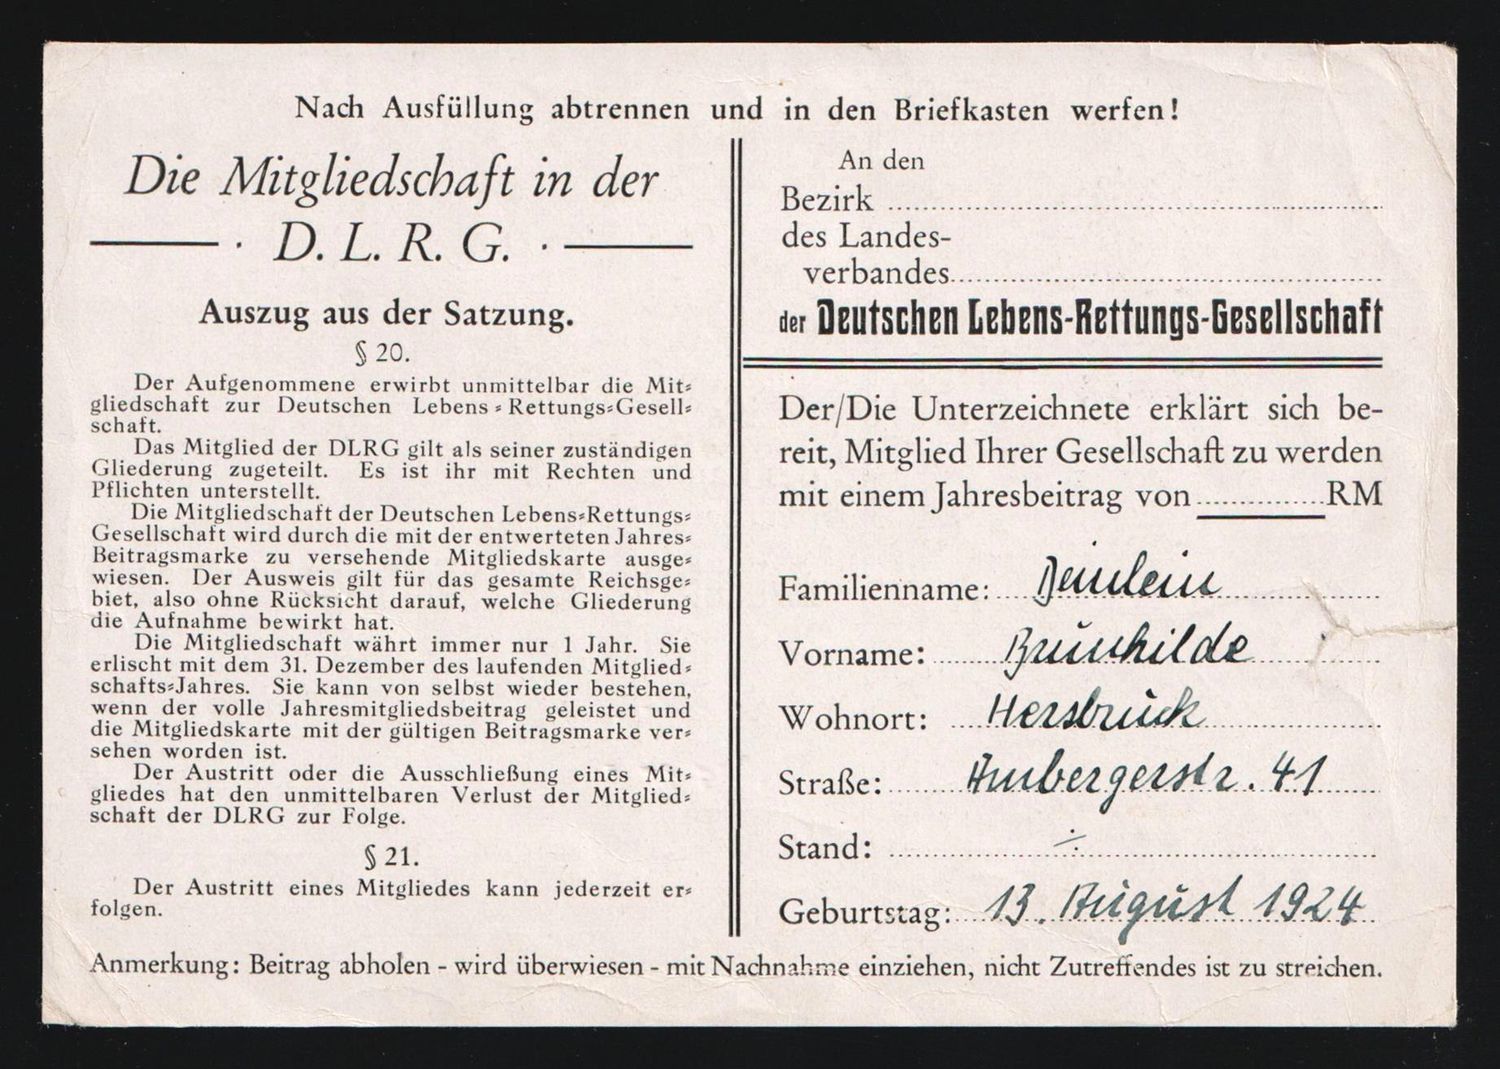 Nach Ausfüllung abtrennen und in den Briefkasten werfen!
Die Mitgliedschaft in der
D. L. R. G.
Auszug aus der Satzung.
§ 20.
Der Aufgenommene erwirbt unmittelbar die Mit-
gliedschaft zur Deutschen Lebens-Rettungs-Gesell-
schaft.
Das Mitglied der DLRG gilt als seiner zuständigen
Gliederung zugeteilt. Es ist ihr mit Rechten und
Pflichten unterstellt.
Die Mitgliedschaft der Deutschen Lebens-Rettungs-
Gesellschaft wird durch die mit der entwerteten Jahres-
Beitragsmarke zu versehende Mitgliedskarte ausge-
wiesen. Der Ausweis gilt für das gesamte Reichsge-
biet, also ohne Rücksicht darauf, welche Gliederung
die Aufnahme bewirkt hat.
Die Mitgliedschaft währt immer nur 1 Jahr. Sie
erlischt mit dem 31. Dezember des laufenden Mitglied-
schafts-Jahres. Sie kann von selbst wieder bestehen,
wenn der volle Jahresmitgliedsbeitrag geleistet und
die Mitgliedskarte mit der gültigen Beitragsmarke ver-
sehen worden ist.
Der Austritt oder die Ausschließung eines Mit-
gliedes hat den unmittelbaren Verlust der Mitglied-
schaft der DLRG zur Folge.
§ 21.
Der Austritt eines Mitgliedes kann jederzeit er-
folgen.
An den
Bezirk
des Landes-
verbandes
der Deutschen Lebens-Rettungs-Gesellschaft
Der/Die Unterzeichnete erklärt sich be-
reit, Mitglied Ihrer Gesellschaft zu werden
mit einem Jahresbeitrag von RM
Familienname: Deinlein
Vorname: Brunhilde
Wohnort: Hersbruck
Straße: Ambergerstr. 41
Stand: ÷
Geburtstag: 13. August 1924
Anmerkung: Beitrag abholen - wird überwiesen - mit Nachnahme einziehen, nicht Zutreffendes ist zu streichen.